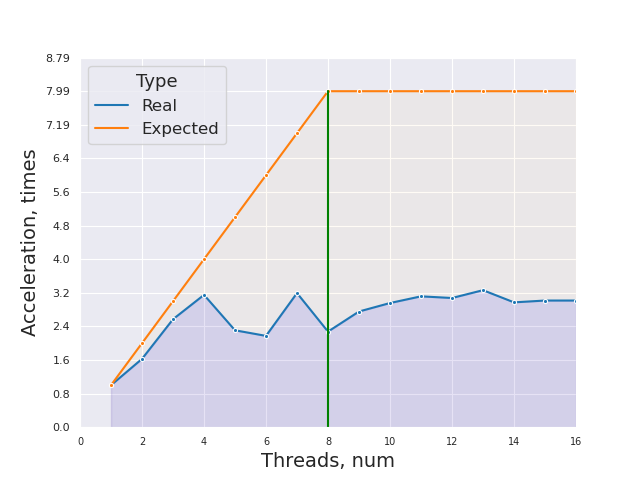 8.79
7.99
7.19
6.4
5.6
4.8
4.0
3.2
2.4
1.6
0.8
0.0
Acceleration, times
Type
Real
Expected
0 2 4 6 8 10 12 14 16
Threads, num